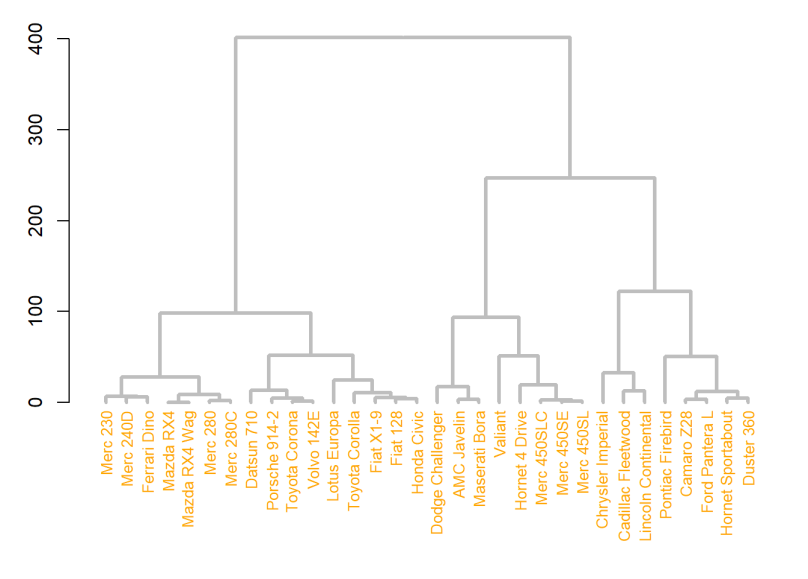 400
300
200
100
0
Merc 230
Merc 240D
Ferrari Dino
Mazda RX4
Mazda RX4 Wag
Merc 280
Merc 280C
Datsun 710
Porsche 914-2
Toyota Corona
Volvo 142E
Lotus Europa
Toyota Corolla
Fiat X1-9
Fiat 128
Honda Civic
Dodge Challenger
AMC Javelin
Maserati Bora
Valiant
Hornet 4 Drive
Merc 450SLC
Merc 450SE
Merc 450SL
Chrysler Imperial
Cadillac Fleetwood
Lincoln Continental
Pontiac Firebird
Camaro Z28
Ford Pantera L
Hornet Sportabout
Duster 360